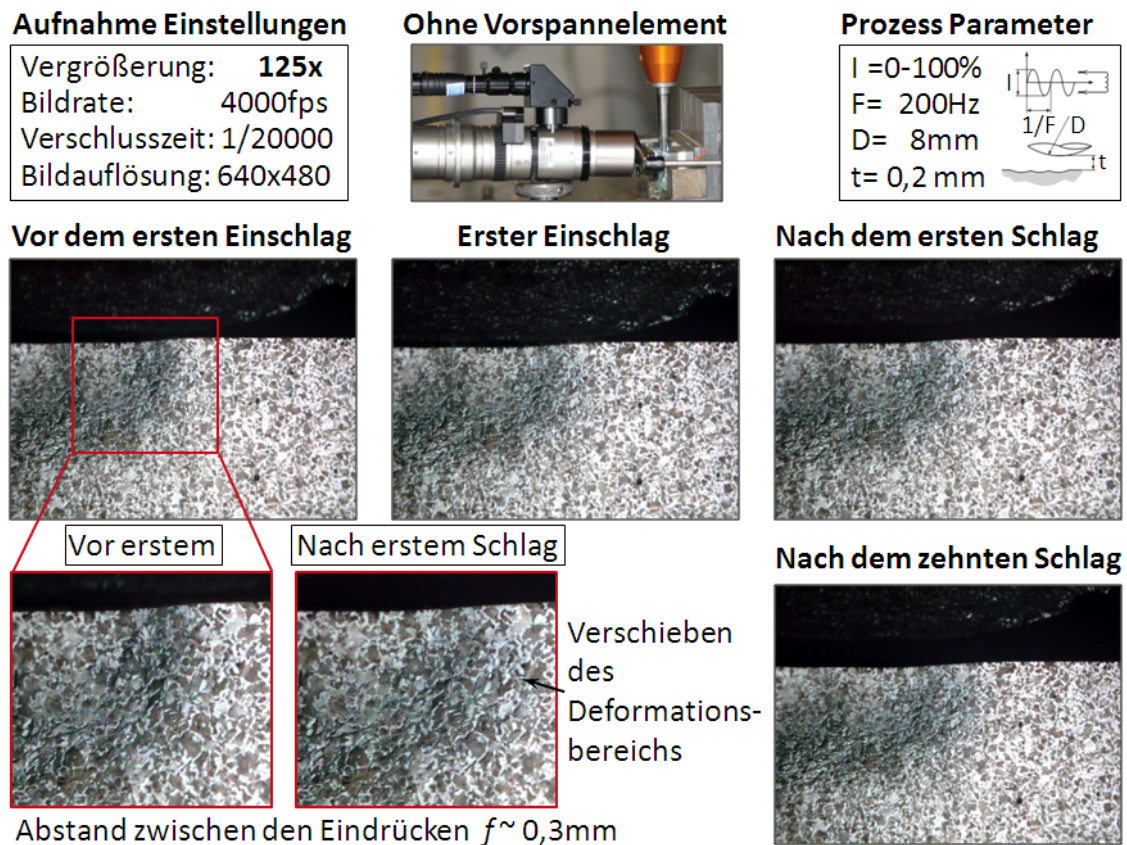 Aufnahme Einstellungen
Vergrößerung: 125x
Bildrate: 4000fps
Verschlusszeit: 1/20000
Bildauflösung: 640x480
Ohne Vorspannelement
Prozess Parameter
I =0-100%
F= 200Hz
D= 8mm
t= 0,2 mm
I
1/F D
t
Vor dem ersten Einschlag
Erster Einschlag
Nach dem ersten Schlag
Vor erstem
Nach erstem Schlag
Verschieben
des
Deformations-
bereichs
Nach dem zehnten Schlag
Abstand zwischen den Eindrücken f~ 0,3mm